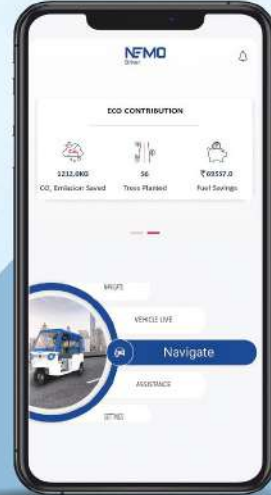 NEMO
Driver
ECO CONTRIBUTION
1212.0KG
56
₹69557.0
CO₂ Emission Saved
Trees Planted
Fuel Savings
VEHICLE LIVE
Navigate
ASSISTANCE
SETTINGS